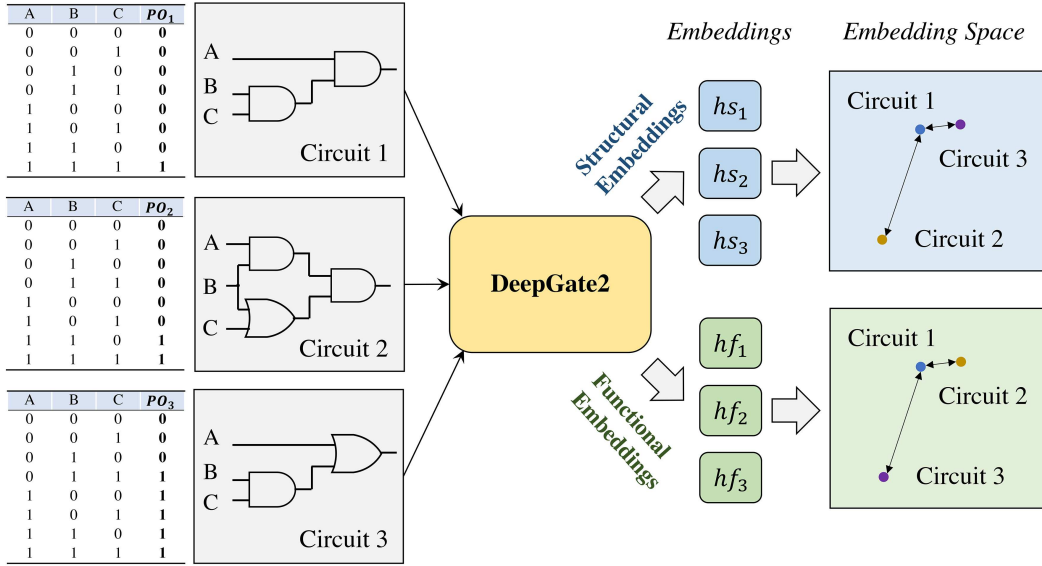 A B C PO₁
0 0 0 0
0 0 1 0
0 1 0 0
0 1 1 0
1 0 0 0
1 0 1 0
1 1 0 0
1 1 1 1
A
B
C
Circuit 1
A B C PO₂
0 0 0 0
0 0 1 0
0 1 0 0
0 1 1 0
1 0 0 0
1 0 1 0
1 1 0 1
1 1 1 1
A
B
C
Circuit 2
A B C PO₃
0 0 0 0
0 0 1 0
0 1 0 0
0 1 1 1
1 0 0 1
1 0 1 1
1 1 0 1
1 1 1 1
A
B
C
Circuit 3
DeepGate2
Structural
Embeddings
Functional
Embeddings
Embeddings
hs₁
hs₂
hs₃
hf₁
hf₂
hf₃
Embedding Space
Circuit 1
Circuit 3
Circuit 2
Circuit 1
Circuit 2
Circuit 3